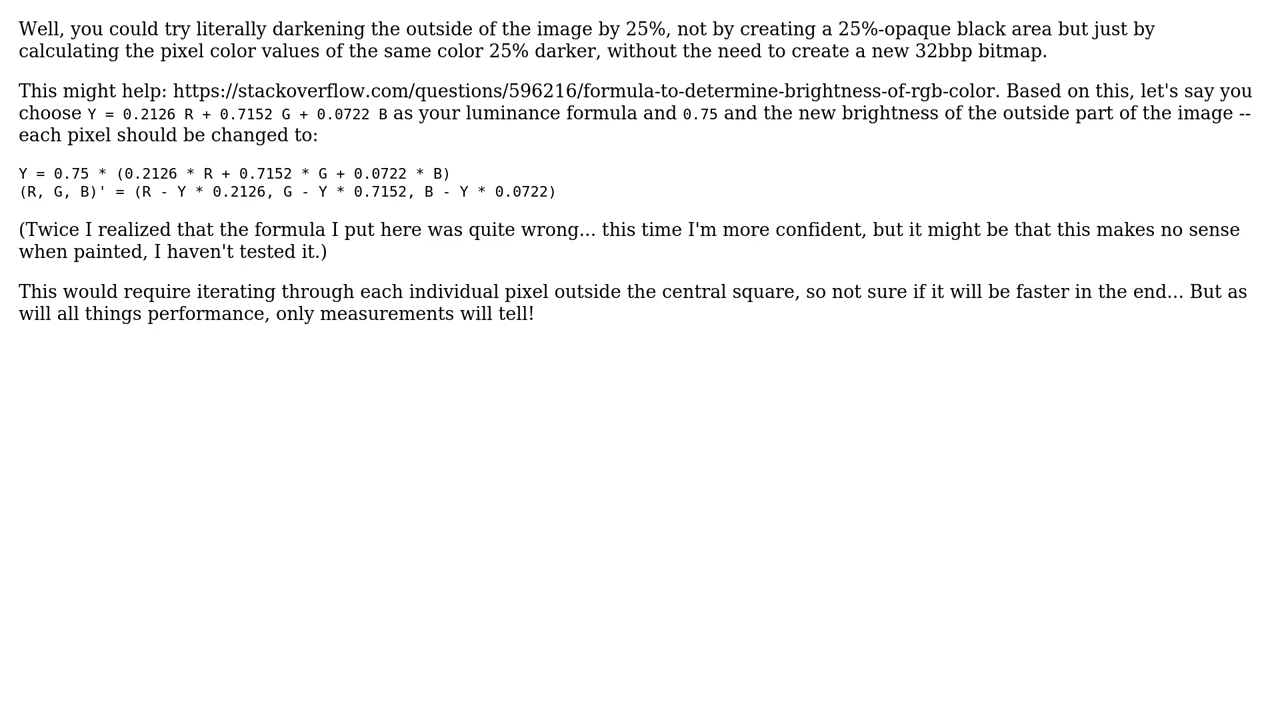 Well, you could try literally darkening the outside of the image by 25%, not by creating a 25%-opaque black area but just by
calculating the pixel color values of the same color 25% darker, without the need to create a new 32bbp bitmap.
This might help: https://stackoverflow.com/questions/596216/formula-to-determine-brightness-of-rgb-color. Based on this, let's say you
choose Y = 0.2126 R + 0.7152 G + 0.0722 B as your luminance formula and 0.75 and the new brightness of the outside part of the image --
each pixel should be changed to:
Y = 0.75 * (0.2126 * R + 0.7152 * G + 0.0722 * B)
(R, G, B)' = (R - Y * 0.2126, G - Y * 0.7152, B - Y * 0.0722)
(Twice I realized that the formula I put here was quite wrong... this time I'm more confident, but it might be that this makes no sense
when painted, I haven't tested it.)
This would require iterating through each individual pixel outside the central square, so not sure if it will be faster in the end... But as
will all things performance, only measurements will tell!